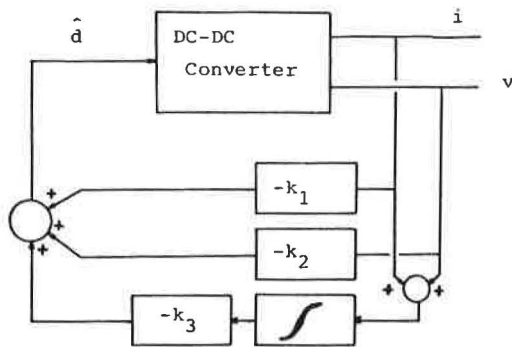 d̂
DC-DC
Converter
i
v
-k₁
-k₂
-k₃
∫
+
+
+
+
+